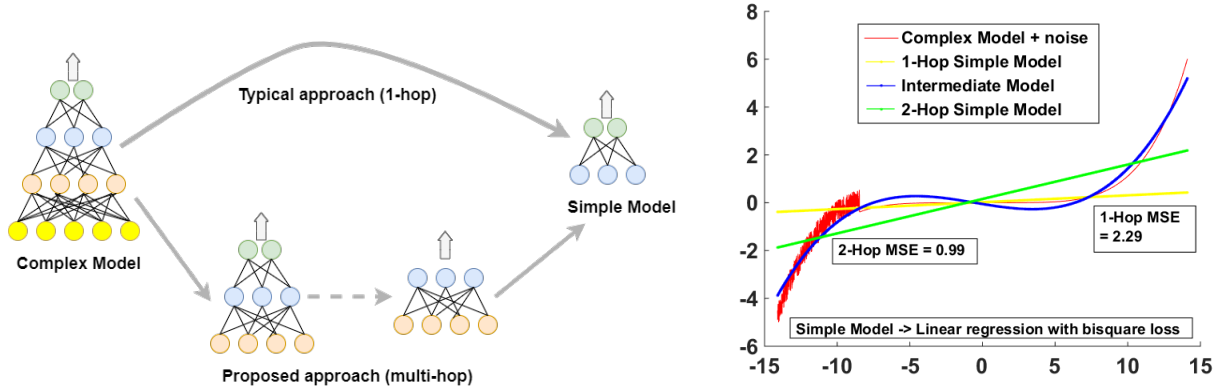 Typical approach (1-hop)
Simple Model
Complex Model
Proposed approach (multi-hop)
8
6
4
2
0
-2
-4
-6
Complex Model + noise
1-Hop Simple Model
Intermediate Model
2-Hop Simple Model
1-Hop MSE
= 2.29
2-Hop MSE = 0.99
Simple Model -> Linear regression with bisquare loss
-15
-10
-5
0
5
10
15